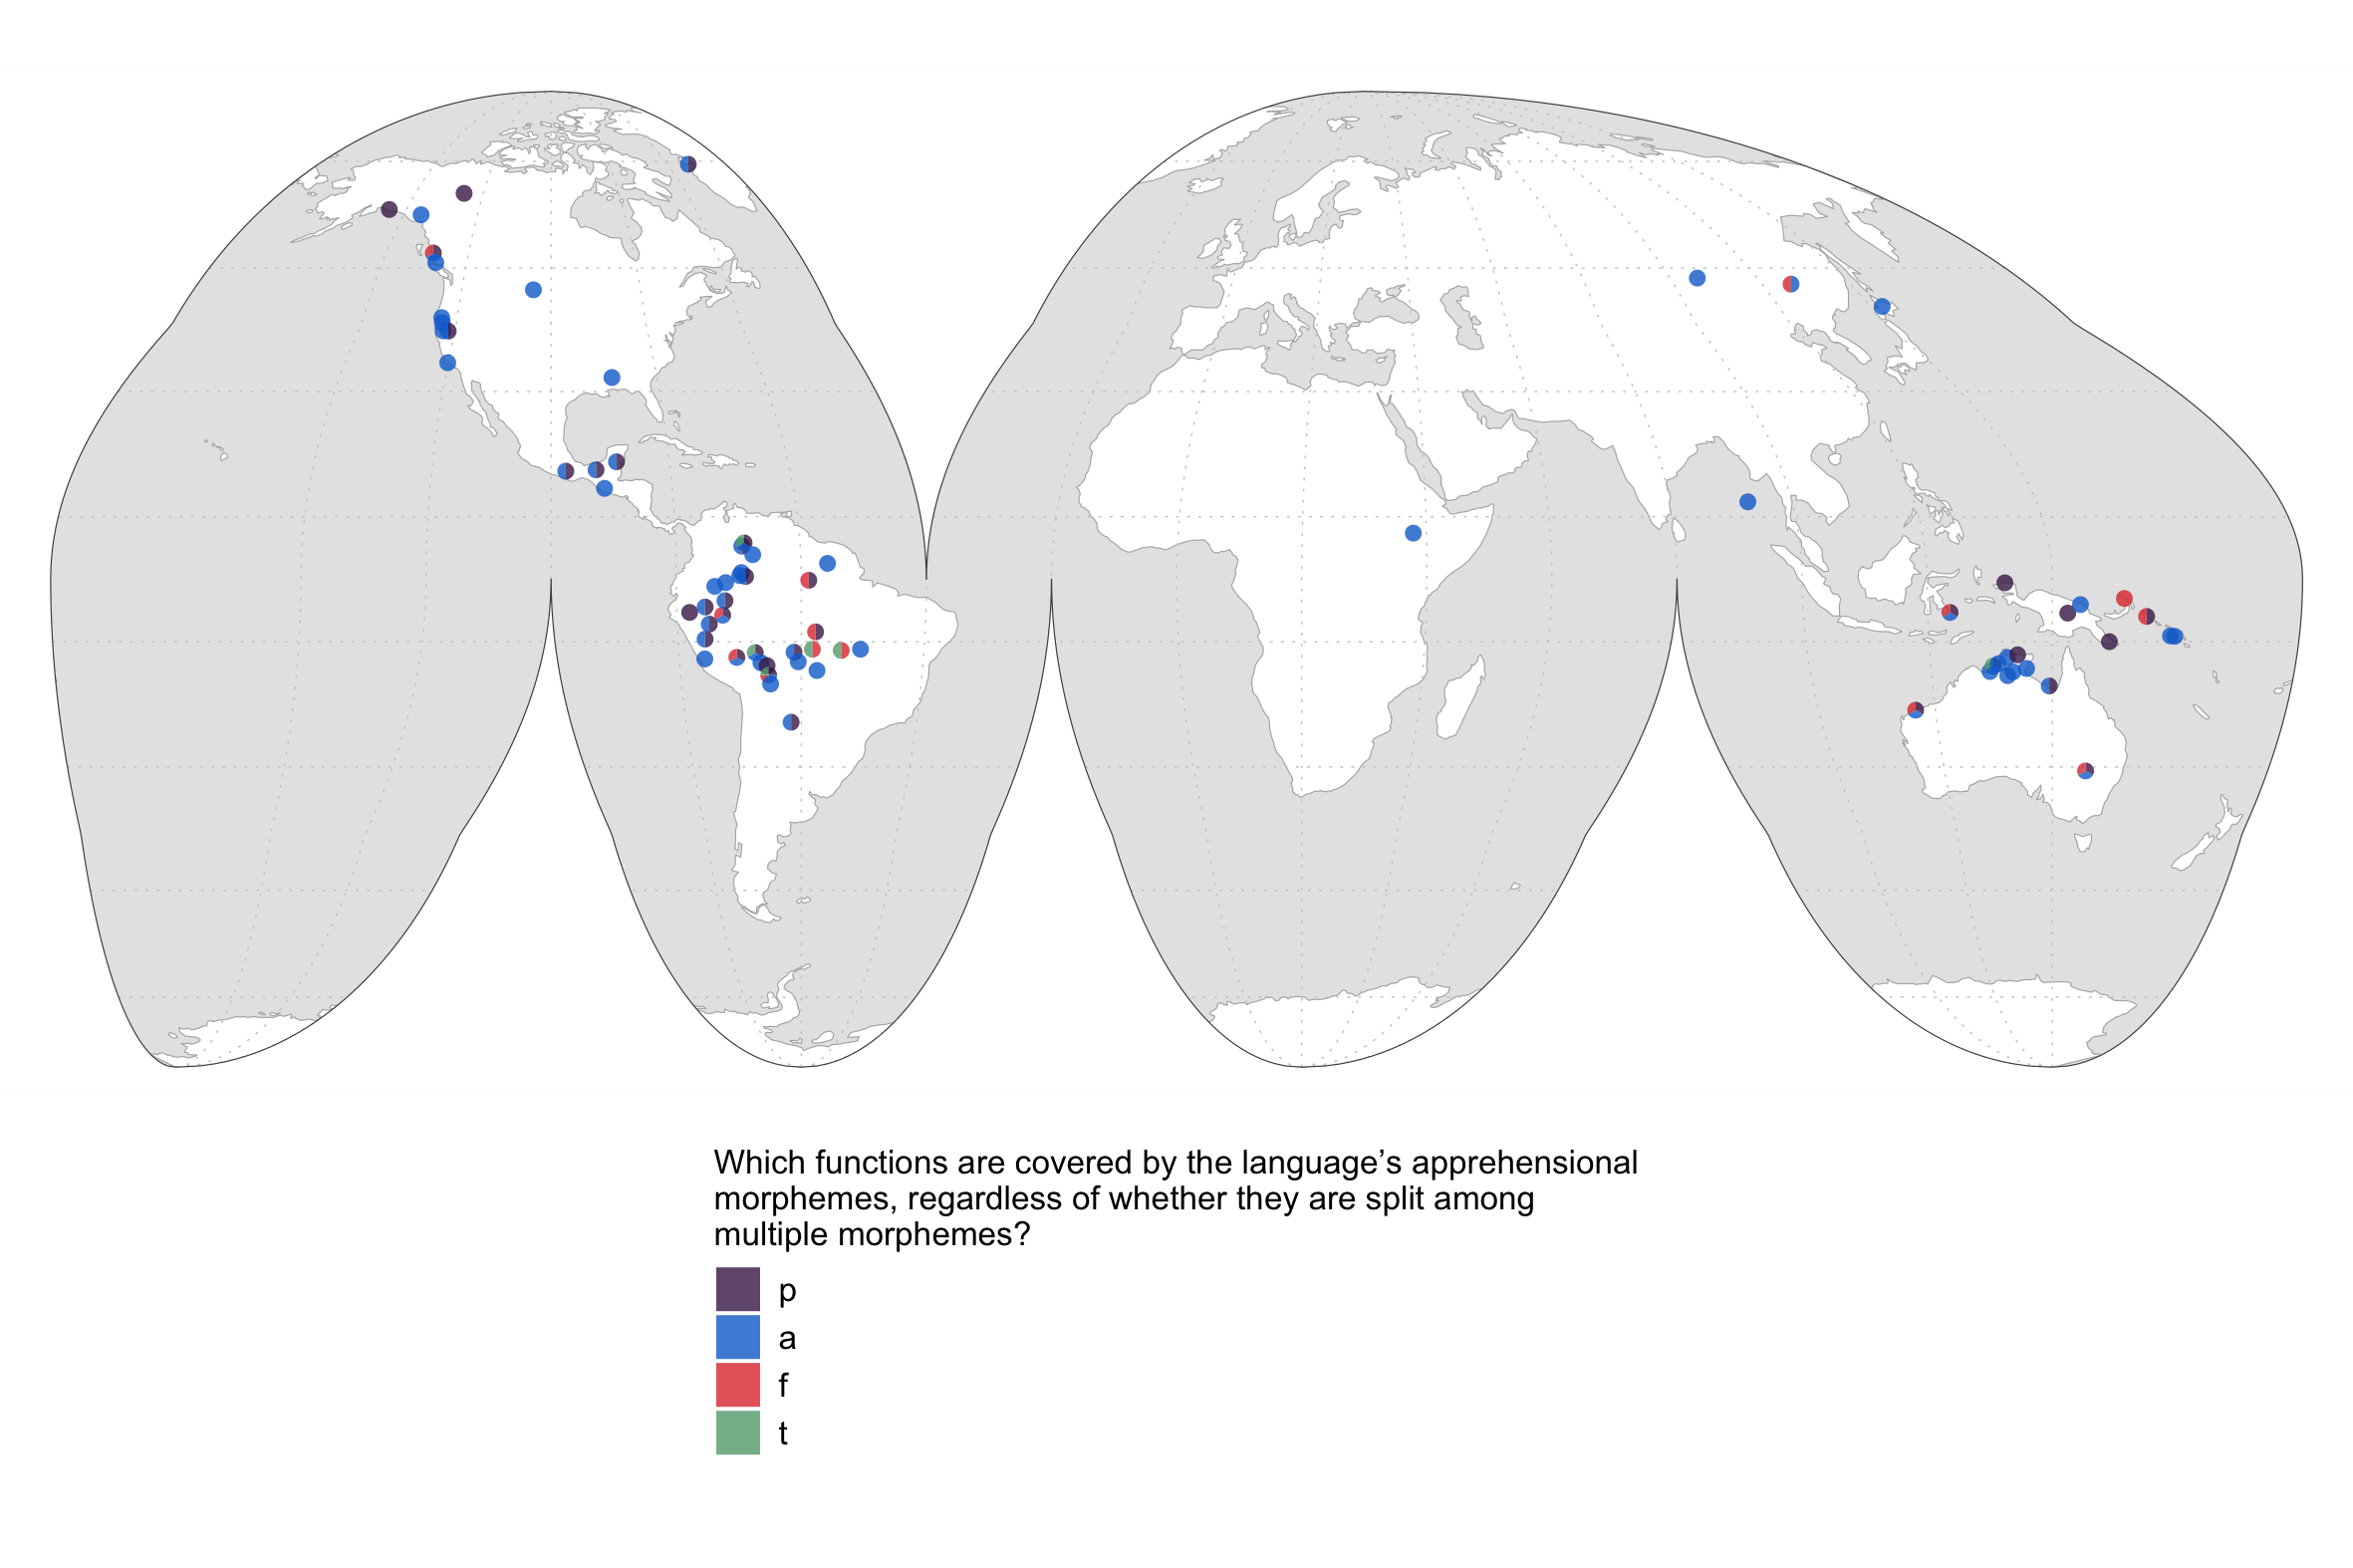 Which functions are covered by the language’s apprehensional
morphemes, regardless of whether they are split among
multiple morphemes?
p
a
f
t